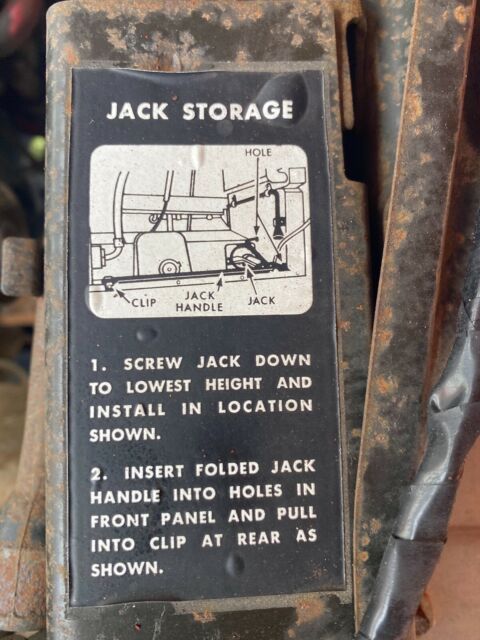 JACK STORAGE
HOLE
CLIP
JACK
HANDLE
JACK
1. SCREW JACK DOWN
TO LOWEST HEIGHT AND
INSTALL IN LOCATION
SHOWN.
2. INSERT FOLDED JACK
HANDLE INTO HOLES IN
FRONT PANEL AND PULL
INTO CLIP AT REAR AS
SHOWN.